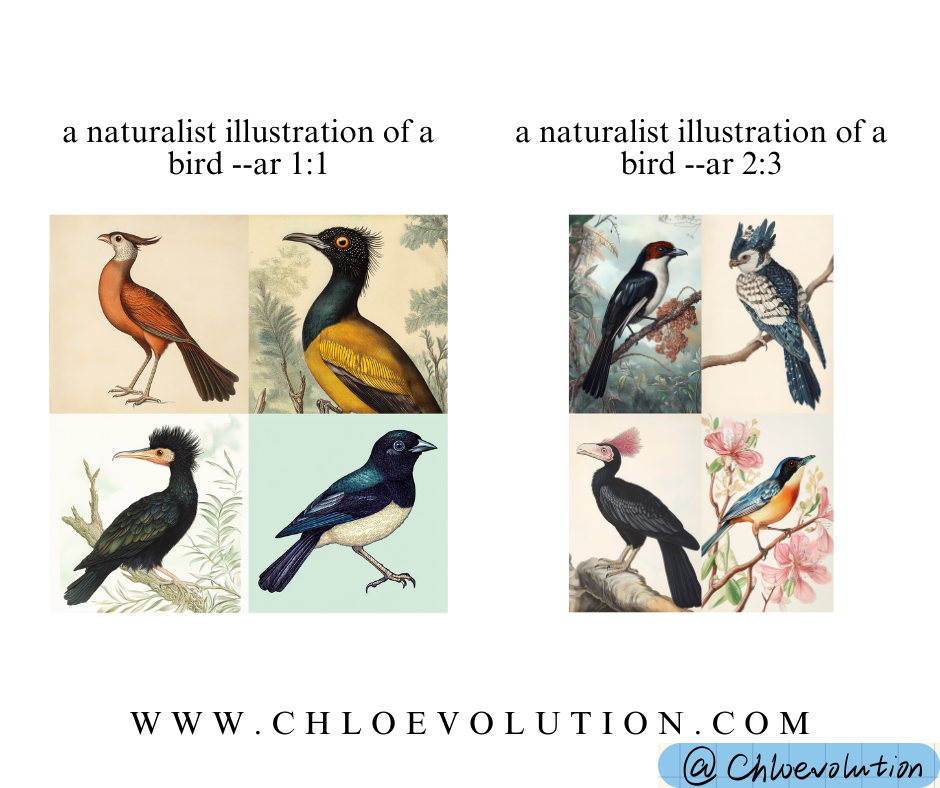 a naturalist illustration of a
bird --ar 1:1
a naturalist illustration of a
bird --ar 2:3
WWW.CHLOEVOLUTION.COM
@ Chloevolution